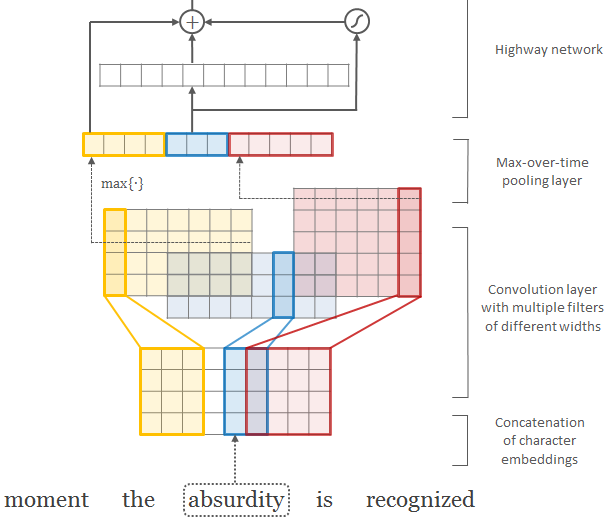 +
Highway network
Max-over-time
pooling layer
max{·}
Convolution layer
with multiple filters
of different widths
Concatenation
of character
embeddings
moment the absurdity is recognized